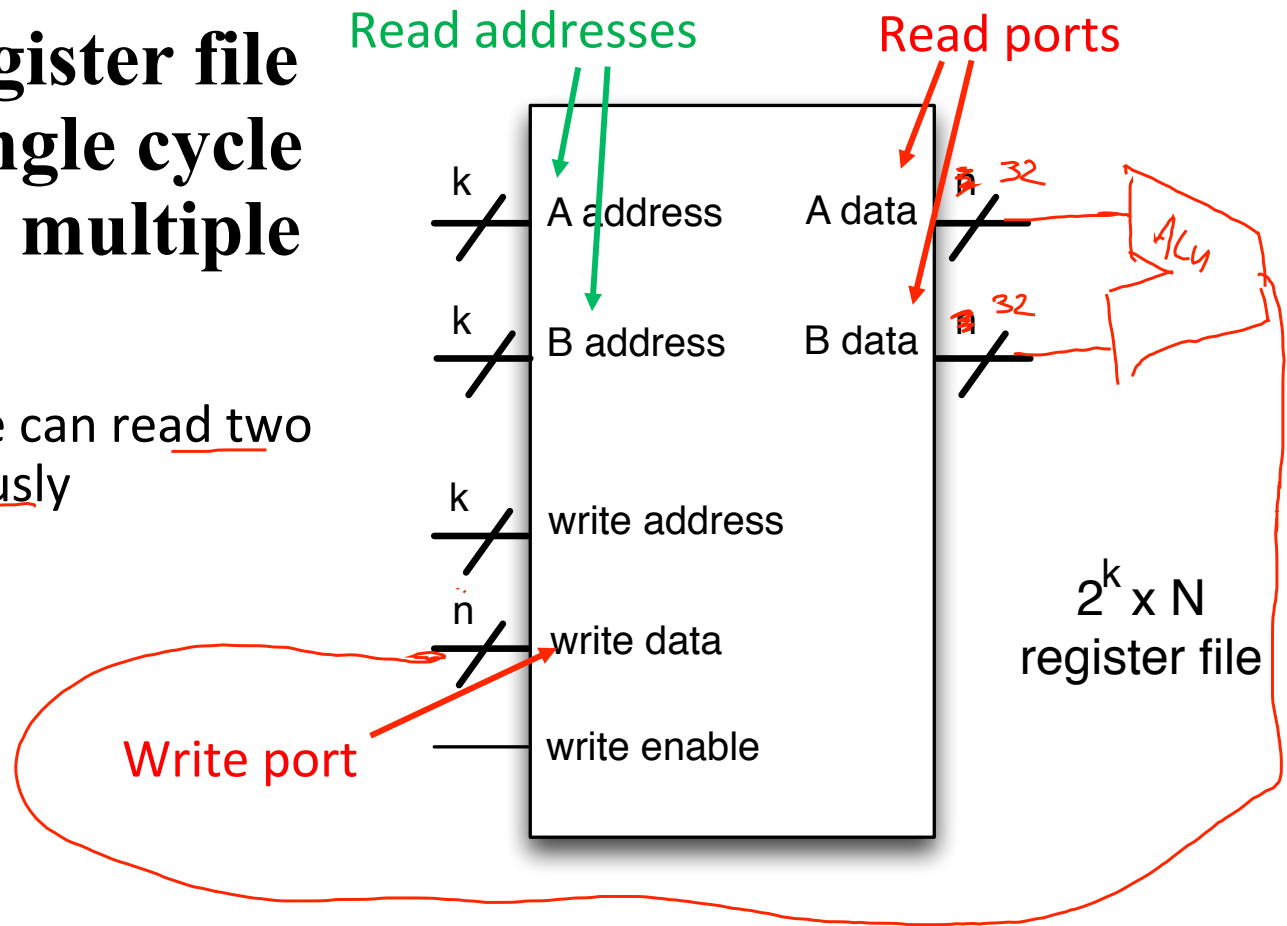 gister file
ngle cycle
multiple
e can read two
usly
Read addresses
Read ports
k
A address
A data
n 32
ALU
k
B address
B data
n 32
k
write address
n
write data
Write port
write enable
2^k x N
register file